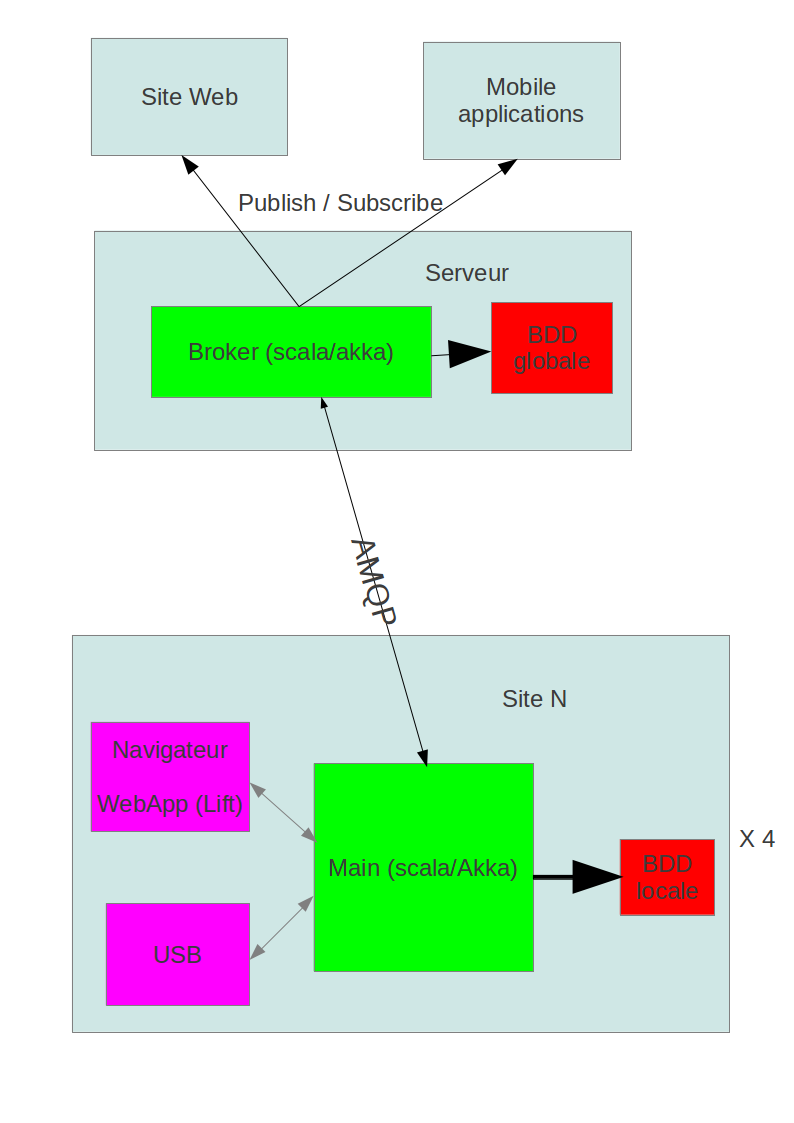 Site Web
Mobile
applications
Publish / Subscribe
Serveur
Broker (scala/akka)
BDD
globale
AMQP
Site N
Navigateur
WebApp (Lift)
Main (scala/Akka)
X 4
BDD
locale
USB